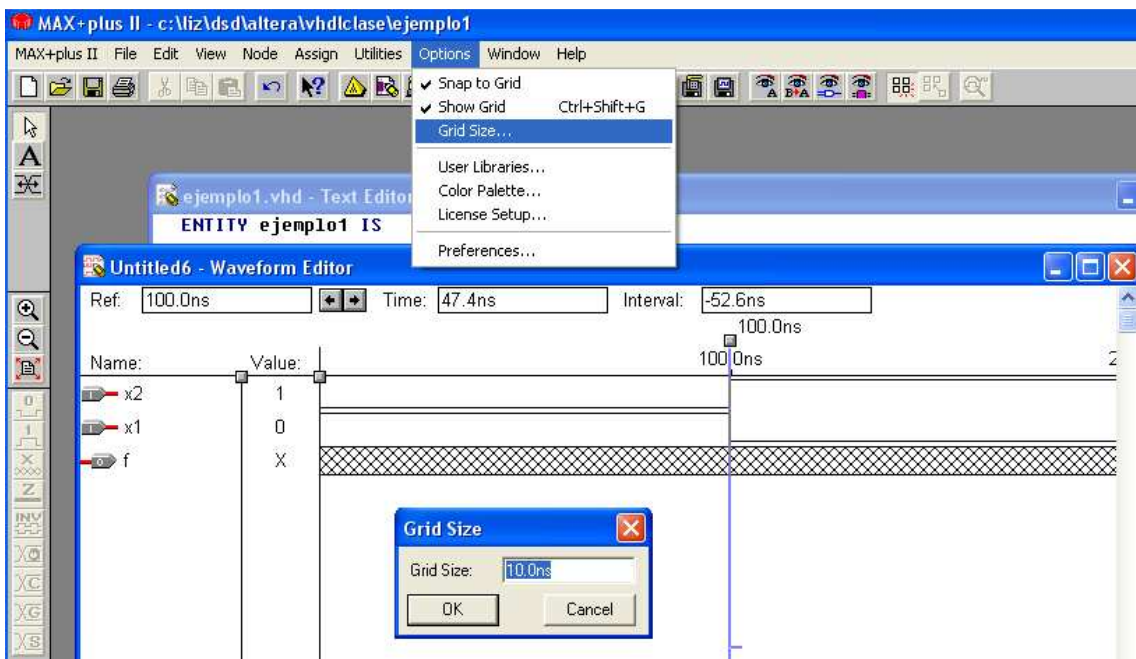 MAX+plus II - c:\liz\dsd\altera\vhdlclase\ejemplo1
MAX+plus II File Edit View Node Assign Utilities Options Window Help
Snap to Grid
Show Grid Ctrl+Shift+G
Grid Size...
User Libraries...
Color Palette...
License Setup...
Preferences...
ejemplo1.vhd - Text Editor
ENTITY ejemplo1 IS
Untitled6 - Waveform Editor
Ref: 100.0ns Time: 47.4ns Interval: -52.6ns
100.0ns
Name: Value: 100.0ns 2
x2 1
x1 0
f X
Grid Size
Grid Size: 10.0ns
OK Cancel